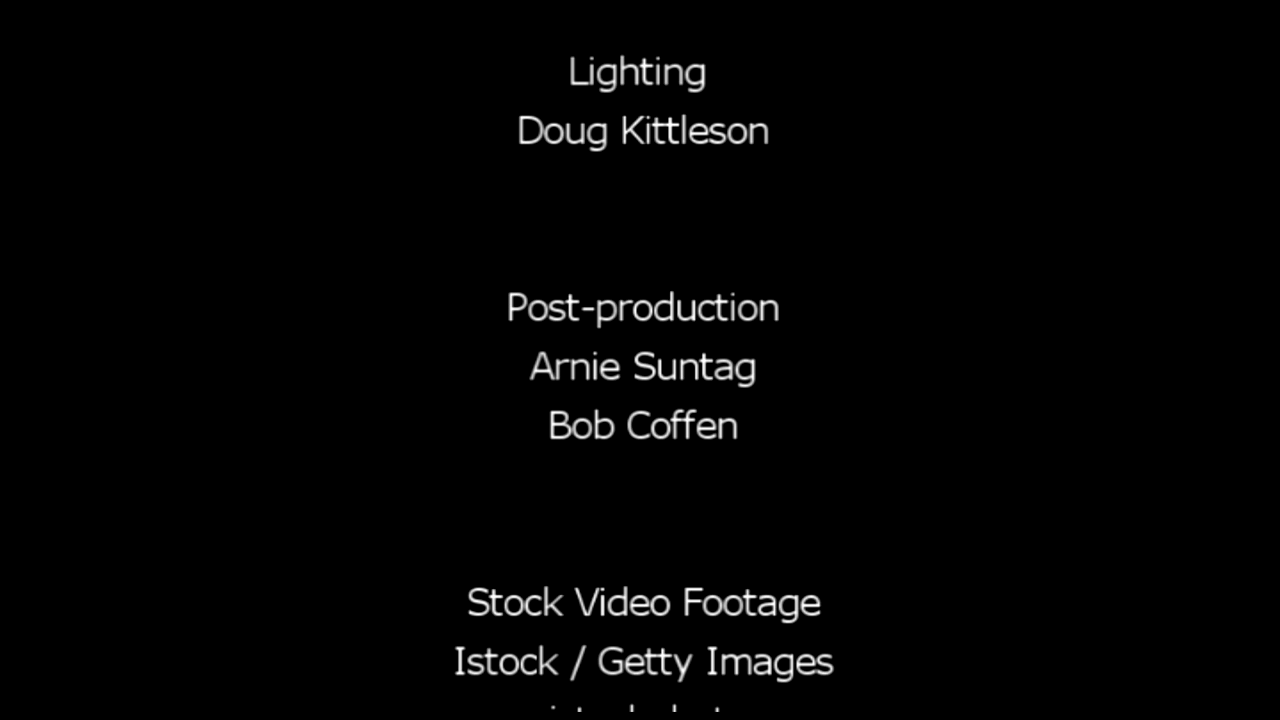 Lighting
Doug Kittleson
Post-production
Arnie Suntag
Bob Coffen
Stock Video Footage
Istock / Getty Images